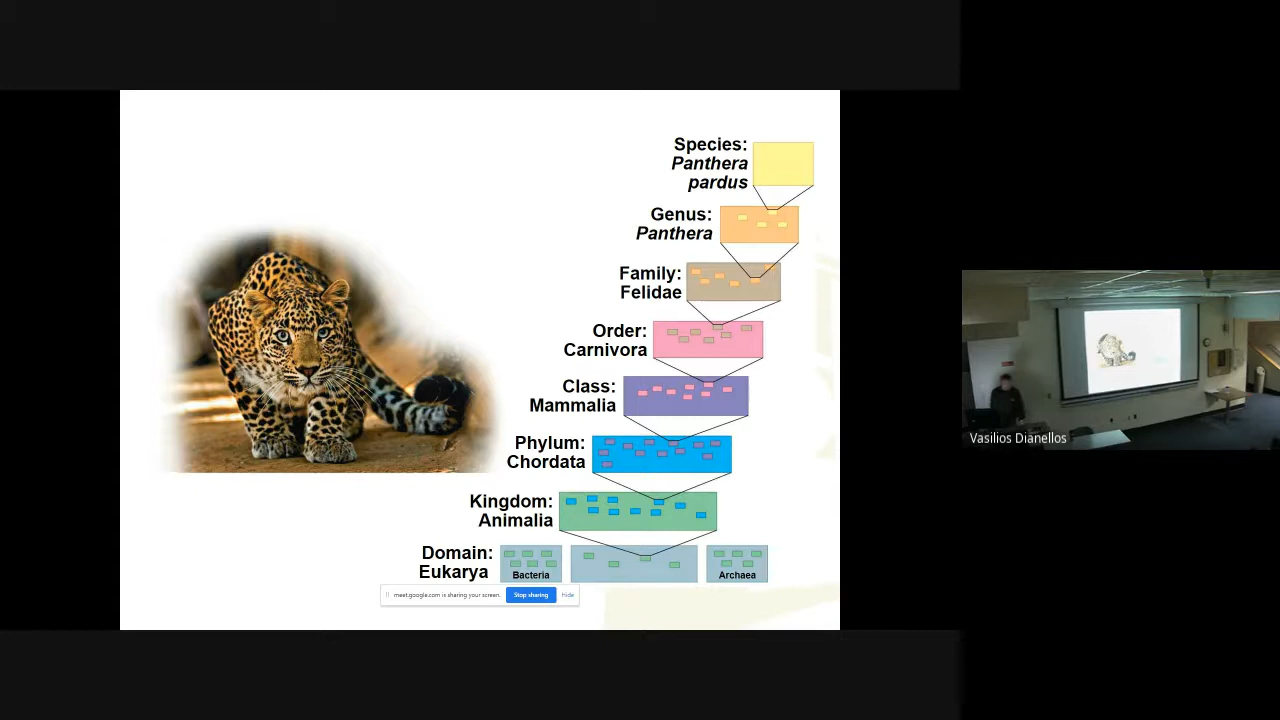 Species:
Panthera
pardus
Genus:
Panthera
Family:
Felidae
Order:
Carnivora
Class:
Mammalia
Phylum:
Chordata
Kingdom:
Animalia
Domain:
Eukarya
Bacteria
Archaea
meet.google.com is sharing your screen.
Stop sharing
Hide
Vasilios Dianellos